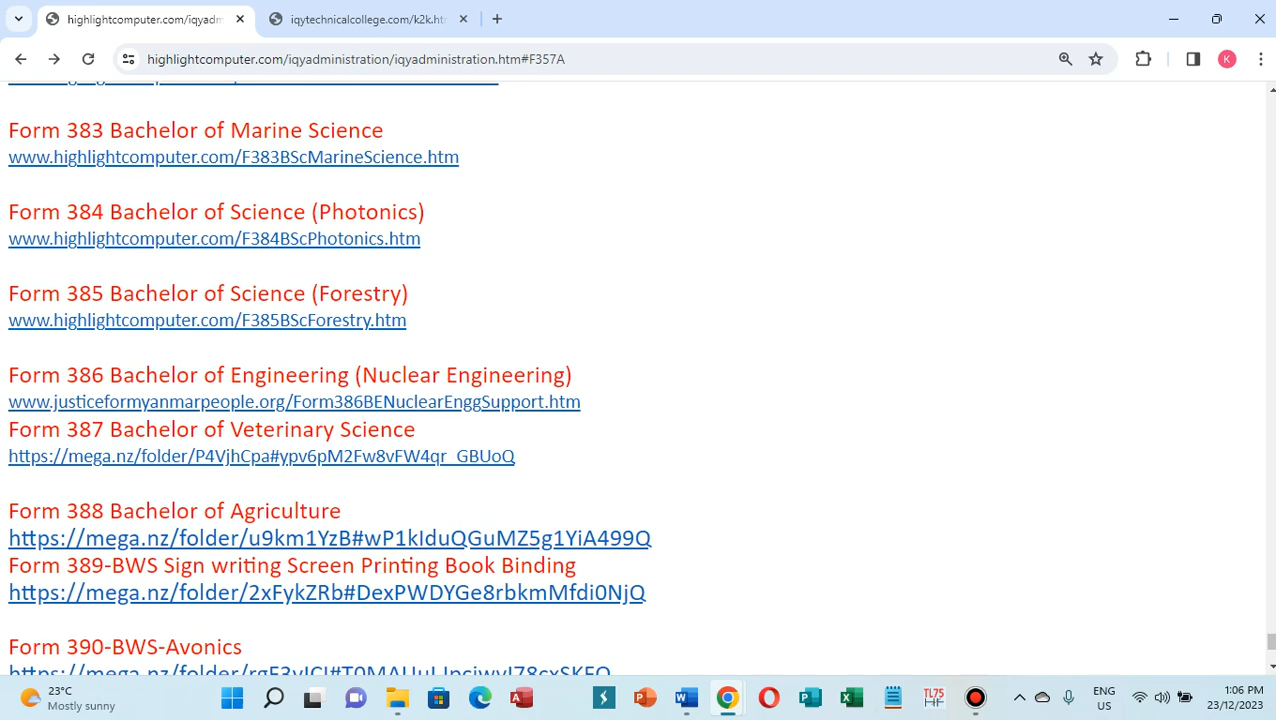 highlightcomputer.com/iqyadm
iqytechnicalcollege.com/k2k.ht
highlightcomputer.com/iqyadministration/iqyadministration.htm#F357A
K
Form 383 Bachelor of Marine Science
www.highlightcomputer.com/F383BScMarineScience.htm
Form 384 Bachelor of Science (Photonics)
www.highlightcomputer.com/F384BScPhotonics.htm
Form 385 Bachelor of Science (Forestry)
www.highlightcomputer.com/F385BScForestry.htm
Form 386 Bachelor of Engineering (Nuclear Engineering)
www.justiceformyanmarpeople.org/Form386BENuclearEnggSupport.htm
Form 387 Bachelor of Veterinary Science
https://mega.nz/folder/P4VjhCpa#ypv6pM2Fw8vFW4qr_GBUoQ
Form 388 Bachelor of Agriculture
https://mega.nz/folder/u9km1YzB#wP1kIduQGuMZ5g1YiA499Q
Form 389-BWS Sign writing Screen Printing Book Binding
https://mega.nz/folder/2xFykZRb#DexPWDYGe8rbkmMfdi0NjQ
Form 390-BWS-Avonics
23°C
Mostly sunny
TL75
ENG
US
1:06 PM
23/12/2023